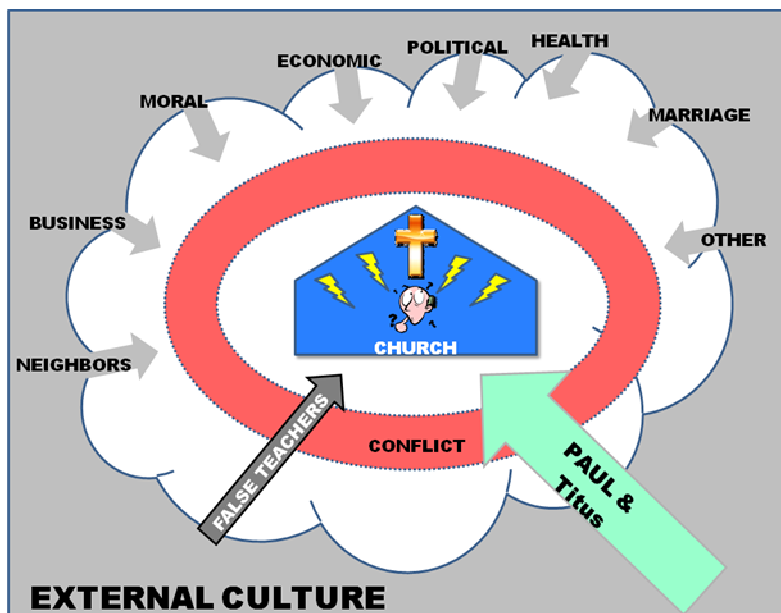 HEALTH
POLITICAL
ECONOMIC
MORAL
MARRIAGE
BUSINESS
OTHER
?
CHURCH
NEIGHBORS
FALSE TEACHERS
CONFLICT
PAUL &
Titus
EXTERNAL CULTURE